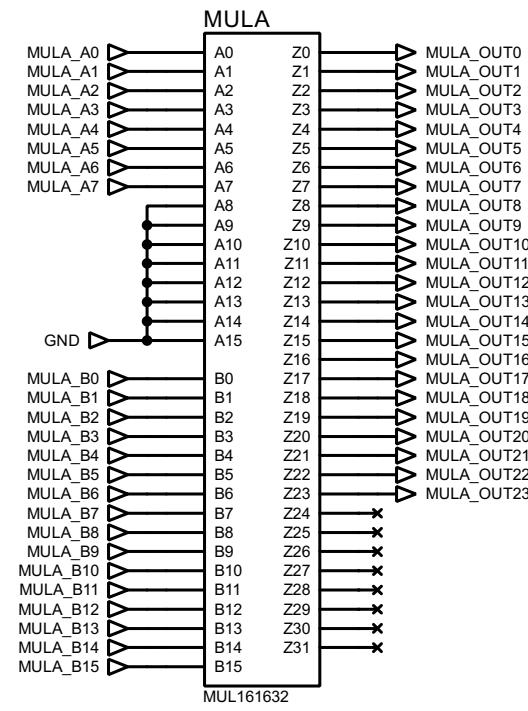 MULA
MULA_A0 A0 Z0 MULA_OUT0
MULA_A1 A1 Z1 MULA_OUT1
MULA_A2 A2 Z2 MULA_OUT2
MULA_A3 A3 Z3 MULA_OUT3
MULA_A4 A4 Z4 MULA_OUT4
MULA_A5 A5 Z5 MULA_OUT5
MULA_A6 A6 Z6 MULA_OUT6
MULA_A7 A7 Z7 MULA_OUT7
A8 Z8 MULA_OUT8
A9 Z9 MULA_OUT9
A10 Z10 MULA_OUT10
A11 Z11 MULA_OUT11
A12 Z12 MULA_OUT12
A13 Z13 MULA_OUT13
A14 Z14 MULA_OUT14
GND A15 Z15 MULA_OUT15
Z16 MULA_OUT16
MULA_B0 B0 Z17 MULA_OUT17
MULA_B1 B1 Z18 MULA_OUT18
MULA_B2 B2 Z19 MULA_OUT19
MULA_B3 B3 Z20 MULA_OUT20
MULA_B4 B4 Z21 MULA_OUT21
MULA_B5 B5 Z22 MULA_OUT22
MULA_B6 B6 Z23 MULA_OUT23
MULA_B7 B7 Z24
MULA_B8 B8 Z25
MULA_B9 B9 Z26
MULA_B10 B10 Z27
MULA_B11 B11 Z28
MULA_B12 B12 Z29
MULA_B13 B13 Z30
MULA_B14 B14 Z31
MULA_B15 B15
MUL161632